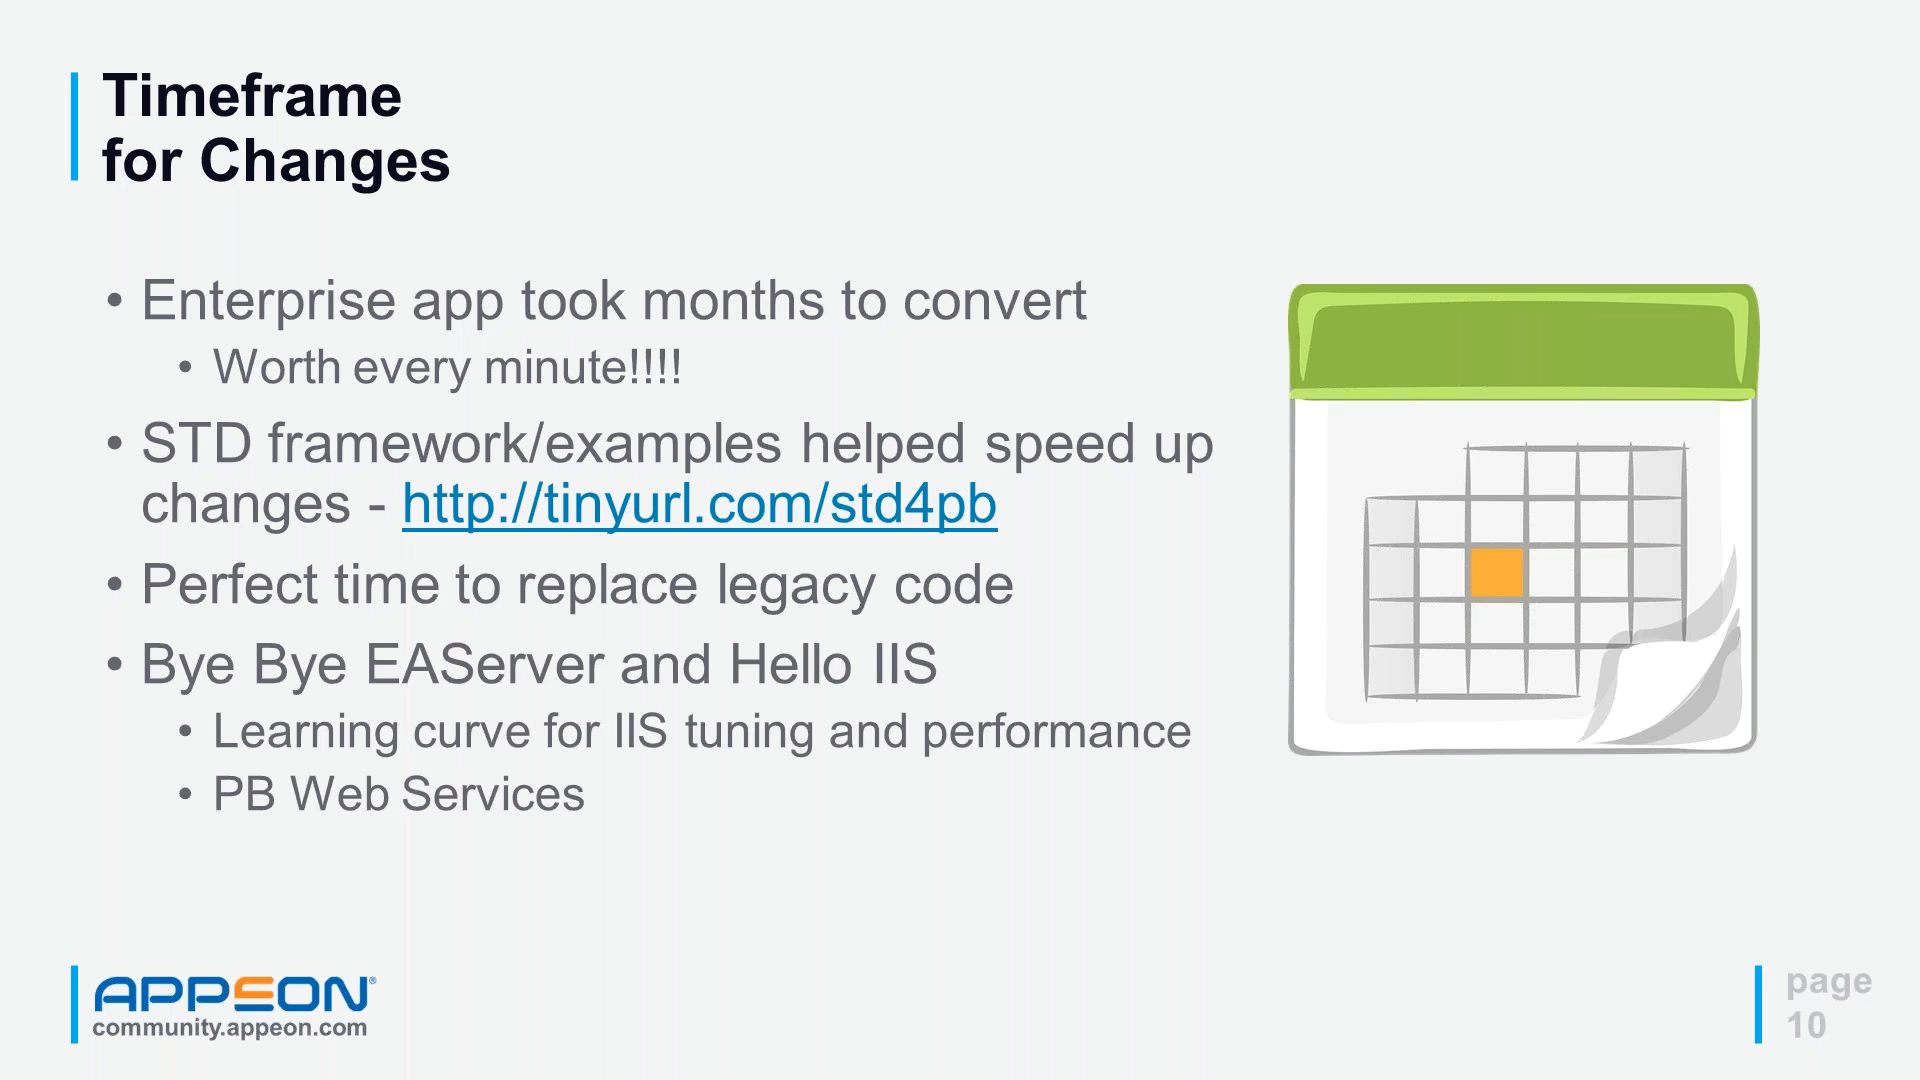 Timeframe
for Changes
• Enterprise app took months to convert
• Worth every minute!!!!
• STD framework/examples helped speed up
changes - http://tinyurl.com/std4pb
• Perfect time to replace legacy code
• Bye Bye EAServer and Hello IIS
• Learning curve for IIS tuning and performance
• PB Web Services
APPEON®
community.appeon.com
page
10